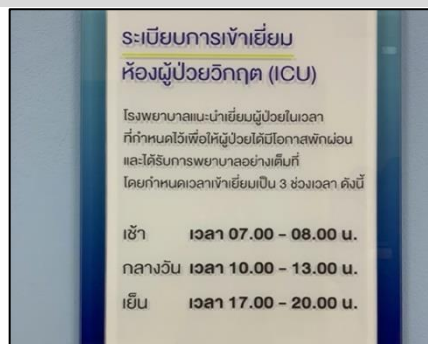 ระเบียบการเข้าเยี่ยม
ห้องผู้ป่วยวิกฤต (ICU)
โรงพยาบาลแนะนำเยี่ยมผู้ป่วยในเวลา
ที่กำหนดไว้เพื่อให้ผู้ป่วยได้มีโอกาสพักผ่อน
และได้รับการพยาบาลอย่างเต็มที่
โดยกำหนดเวลาเข้าเยี่ยมเป็น 3 ช่วงเวลา ดังนี้
เช้า เวลา 07.00 - 08.00 น.
กลางวัน เวลา 10.00 - 13.00 น.
เย็น เวลา 17.00 - 20.00 น.